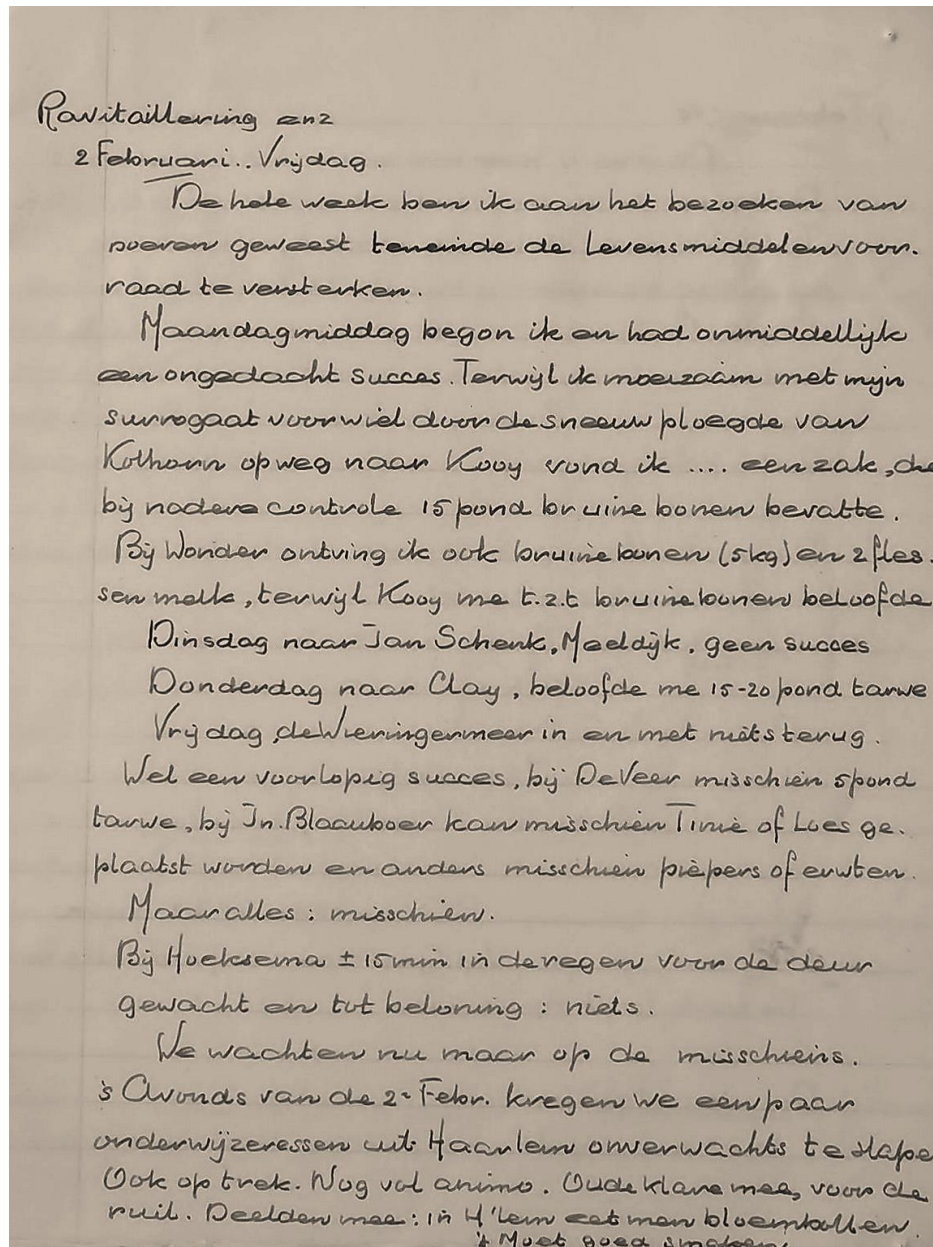 Ravitaillering enz
2 Februari.. Vrijdag.
De hele week ben ik aan het bezoeken van
boeren geweest teneinde de levensmiddelenvoor-
raad te versterken.
Maandagmiddag begon ik en had onmiddellijk
een ongedacht succes. Terwijl ik moeizaam met mijn
surrogaat voorwiel door de sneeuw ploegde van
Kolhorn op weg naar Kooy vond ik .... een zak, die
bij nadere controle 15 pond bruine bonen bevatte.
Bij Wonder ontving ik ook bruine bonen (5 kg) en 2 fles-
sen melk, terwijl Kooy me t.z.t bruine bonen beloofde
Dinsdag naar Jan Schenk, Meeldijk, geen succes
Donderdag naar Clay, beloofde me 15-20 pond tarwe
Vrijdag, de Wieringermeer in en met niets terug.
Wel een voorlopig succes, bij De Veer misschien 5 pond
tarwe, bij Jn. Blaauboer kan misschien Tinie of Loes ge-
plaatst worden en anders misschien piepers of erwten.
Maar alles : misschien.
Bij Hoeksema ± 15 min in de regen voor de deur
gewacht en tot beloning : niets.
We wachten nu maar op de misschiens.
's Avonds van de 2e Febr. kregen we een paar
onderwijzeressen uit Haarlem onverwachts te slape
Ook op trek. Nog vol animo. Oude klare mee, voor de
ruil. Deelden mee: in H'lem eet men bloembollen.
't Moet goed smaken.